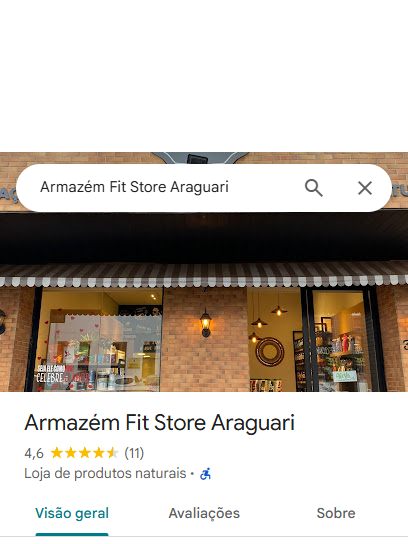 Armazém Fit Store Araguari
CELEBRE
Armazém Fit Store Araguari
4,6 (11)
Loja de produtos naturais ·
Visão geral
Avaliações
Sobre